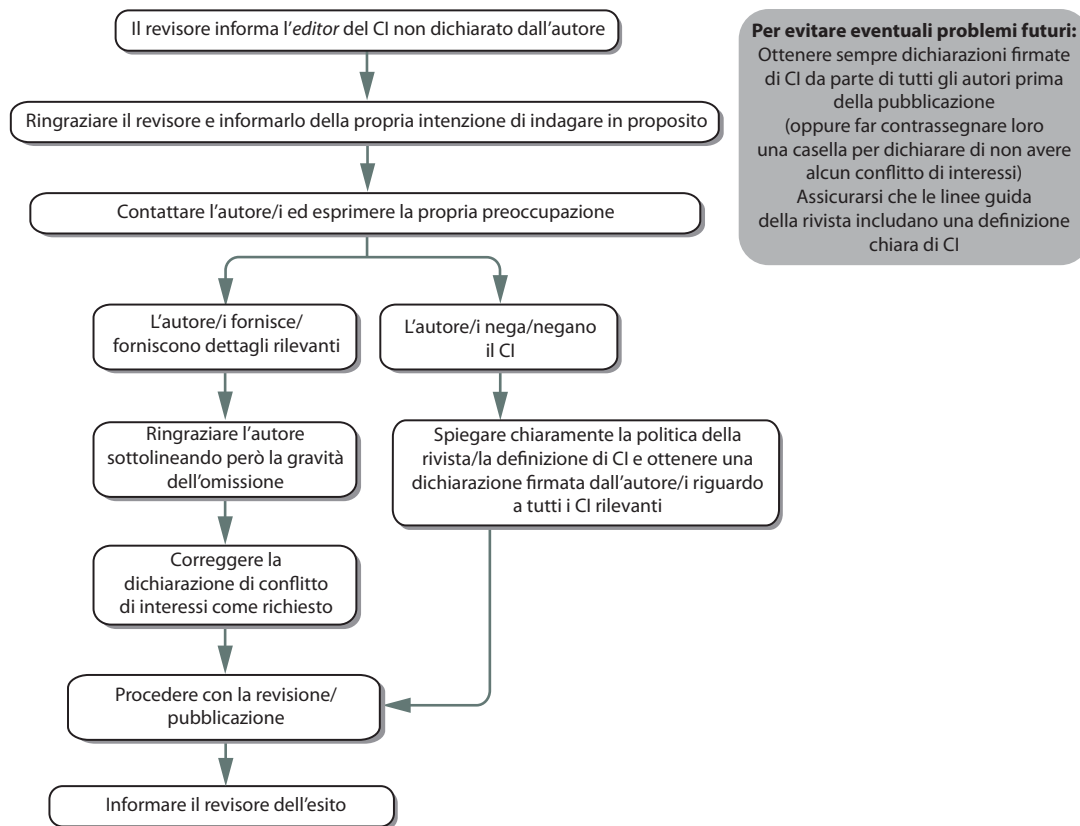 Il revisore informa l’editor del CI non dichiarato dall’autore
Ringraziare il revisore e informarlo della propria intenzione di indagare in proposito
Contattare l’autore/i ed esprimere la propria preoccupazione
L’autore/i fornisce/
forniscono dettagli rilevanti
L’autore/i nega/negano
il CI
Ringraziare l’autore
sottolineando però la gravità
dell’omissione
Spiegare chiaramente la politica della
rivista/la definizione di CI e ottenere una
dichiarazione firmata dall’autore/i riguardo
a tutti i CI rilevanti
Correggere la
dichiarazione di conflitto
di interessi come richiesto
Procedere con la revisione/
pubblicazione
Informare il revisore dell’esito
Per evitare eventuali problemi futuri:
Ottenere sempre dichiarazioni firmate
di CI da parte di tutti gli autori prima
della pubblicazione
(oppure far contrassegnare loro
una casella per dichiarare di non avere
alcun conflitto di interessi)
Assicurarsi che le linee guida
della rivista includano una definizione
chiara di CI